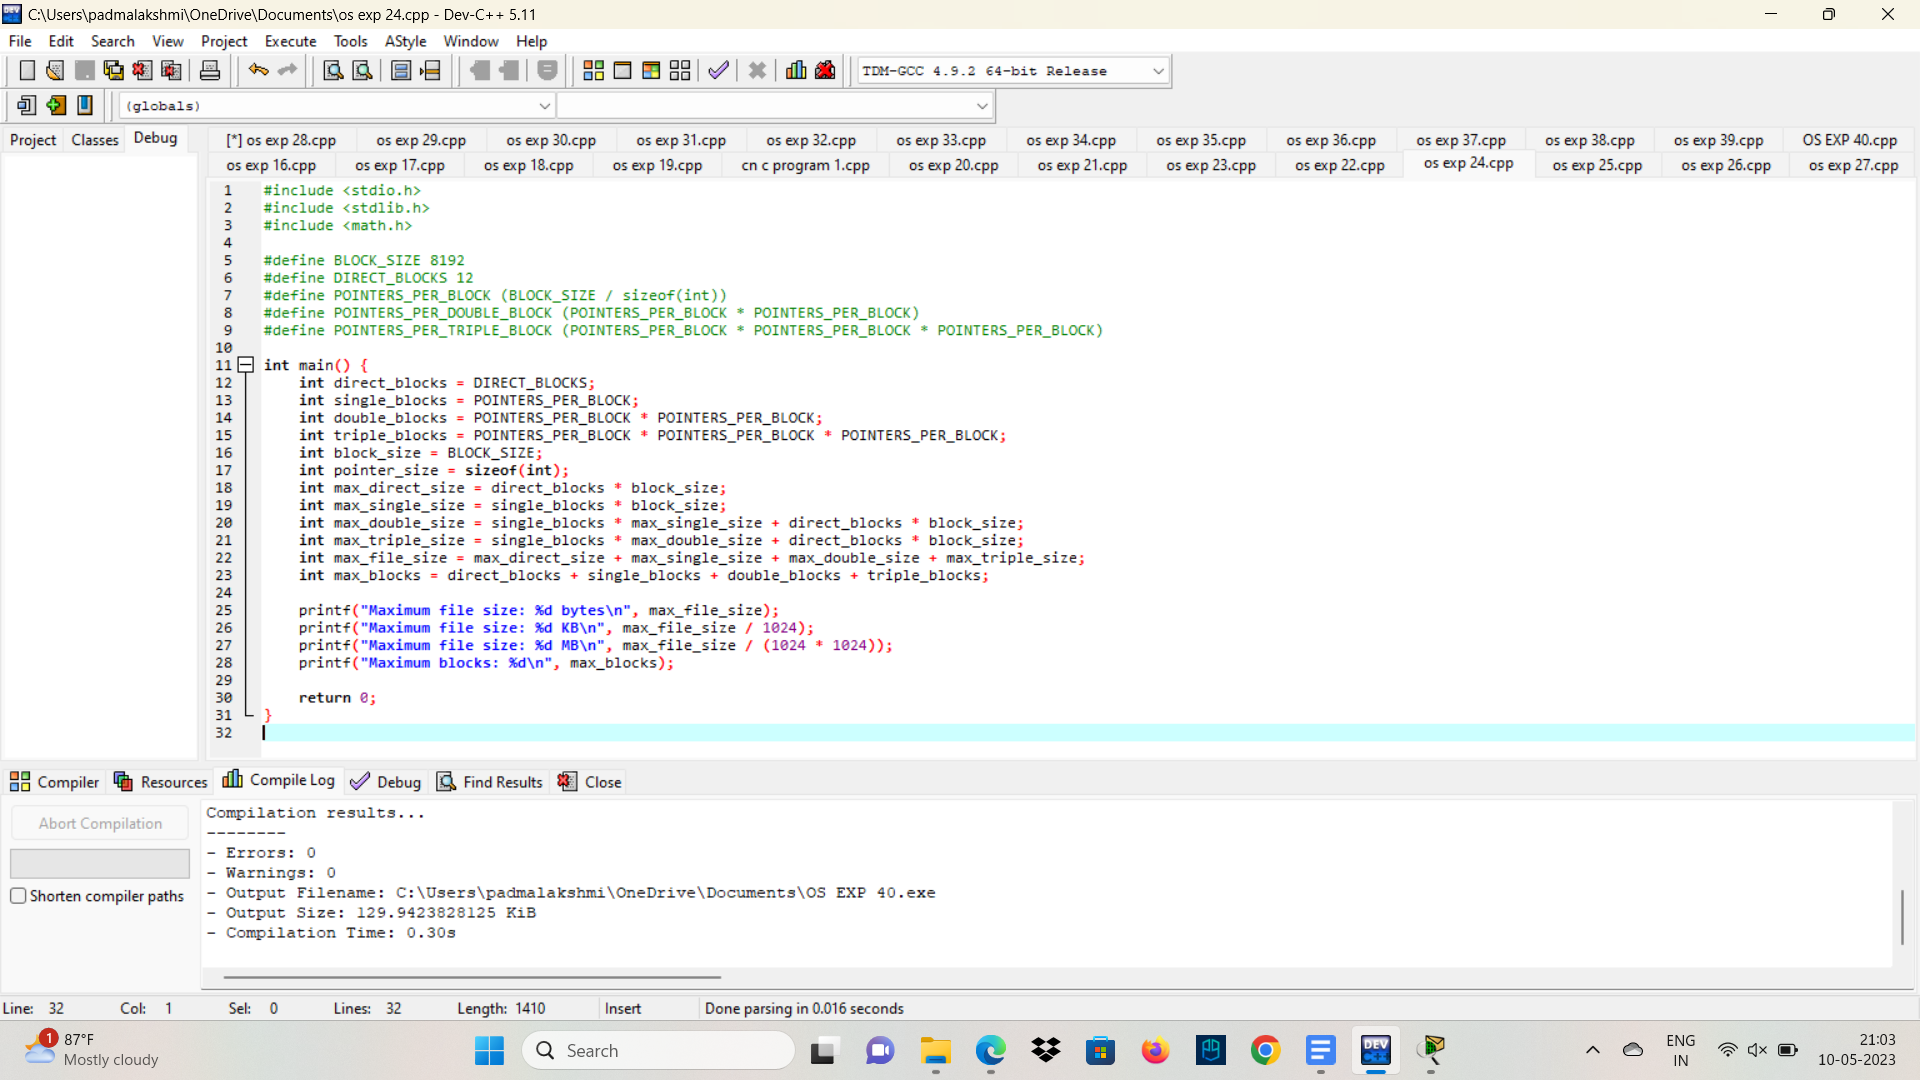 C:\Users\padmalakshmi\OneDrive\Documents\os exp 24.cpp - Dev-C++ 5.11
File Edit Search View Project Execute Tools AStyle Window Help
TDM-GCC 4.9.2 64-bit Release
(globals)
Project Classes Debug
[*] os exp 28.cpp os exp 29.cpp os exp 30.cpp os exp 31.cpp os exp 32.cpp os exp 33.cpp os exp 34.cpp os exp 35.cpp os exp 36.cpp os exp 37.cpp os exp 38.cpp os exp 39.cpp OS EXP 40.cpp
os exp 16.cpp os exp 17.cpp os exp 18.cpp os exp 19.cpp cn c program 1.cpp os exp 20.cpp os exp 21.cpp os exp 23.cpp os exp 22.cpp os exp 24.cpp os exp 25.cpp os exp 26.cpp os exp 27.cpp
1 #include <stdio.h>
2 #include <stdlib.h>
3 #include <math.h>
4
5 #define BLOCK_SIZE 8192
6 #define DIRECT_BLOCKS 12
7 #define POINTERS_PER_BLOCK (BLOCK_SIZE / sizeof(int))
8 #define POINTERS_PER_DOUBLE_BLOCK (POINTERS_PER_BLOCK * POINTERS_PER_BLOCK)
9 #define POINTERS_PER_TRIPLE_BLOCK (POINTERS_PER_BLOCK * POINTERS_PER_BLOCK * POINTERS_PER_BLOCK)
10
11 int main() {
12 int direct_blocks = DIRECT_BLOCKS;
13 int single_blocks = POINTERS_PER_BLOCK;
14 int double_blocks = POINTERS_PER_BLOCK * POINTERS_PER_BLOCK;
15 int triple_blocks = POINTERS_PER_BLOCK * POINTERS_PER_BLOCK * POINTERS_PER_BLOCK;
16 int block_size = BLOCK_SIZE;
17 int pointer_size = sizeof(int);
18 int max_direct_size = direct_blocks * block_size;
19 int max_single_size = single_blocks * block_size;
20 int max_double_size = single_blocks * max_single_size + direct_blocks * block_size;
21 int max_triple_size = single_blocks * max_double_size + direct_blocks * block_size;
22 int max_file_size = max_direct_size + max_single_size + max_double_size + max_triple_size;
23 int max_blocks = direct_blocks + single_blocks + double_blocks + triple_blocks;
24
25 printf("Maximum file size: %d bytes\n", max_file_size);
26 printf("Maximum file size: %d KB\n", max_file_size / 1024);
27 printf("Maximum file size: %d MB\n", max_file_size / (1024 * 1024));
28 printf("Maximum blocks: %d\n", max_blocks);
29
30 return 0;
31 }
32
Compiler Resources Compile Log Debug Find Results Close
Abort Compilation
Shorten compiler paths
Compilation results...
--------
- Errors: 0
- Warnings: 0
- Output Filename: C:\Users\padmalakshmi\OneDrive\Documents\OS EXP 40.exe
- Output Size: 129.9423828125 KiB
- Compilation Time: 0.30s
Line: 32 Col: 1 Sel: 0 Lines: 32 Length: 1410 Insert Done parsing in 0.016 seconds
1
87°F
Mostly cloudy
Search
DEV C++
ENG
IN
21:03
10-05-2023